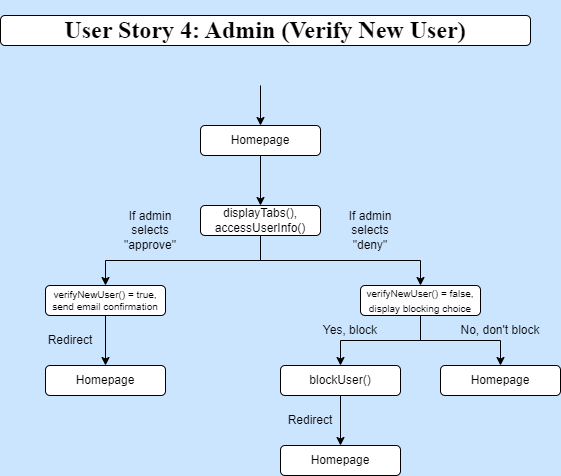 User Story 4: Admin (Verify New User)
Homepage
If admin
selects
"approve"
displayTabs(),
accessUserInfo()
If admin
selects
"deny"
verifyNewUser() = true,
send email confirmation
verifyNewUser() = false,
display blocking choice
Redirect
Yes, block
No, don't block
Homepage
blockUser()
Homepage
Redirect
Homepage